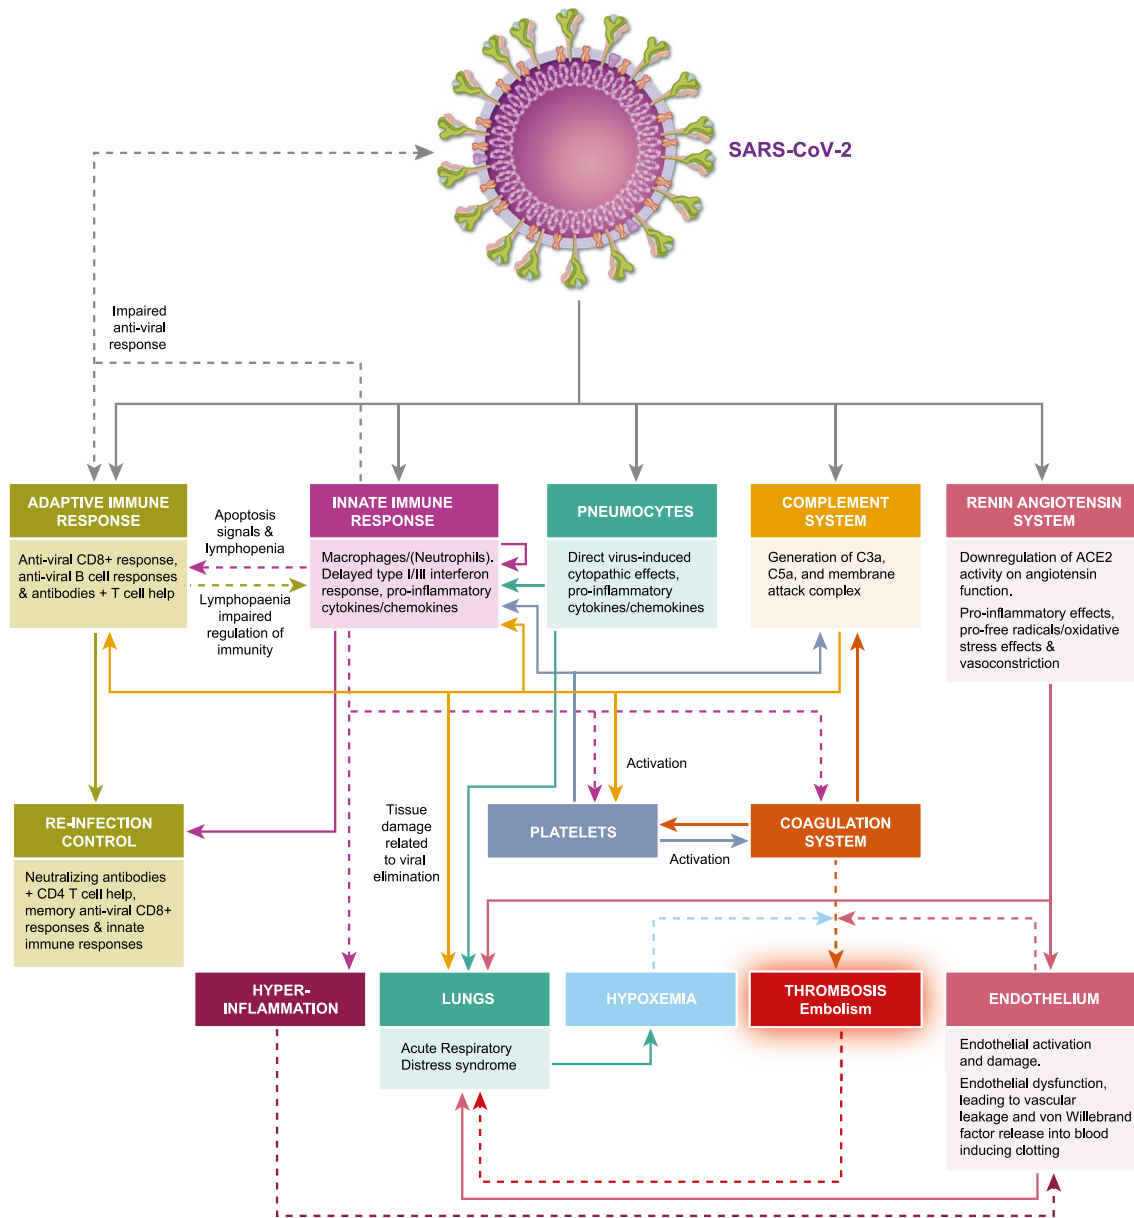 SARS-CoV-2
Impaired
anti-viral
response
ADAPTIVE IMMUNE
RESPONSE
Anti-viral CD8+ response,
anti-viral B cell responses
& antibodies + T cell help
Apoptosis
signals &
lymphopenia
Lymphopaenia
impaired
regulation of
immunity
INNATE IMMUNE
RESPONSE
Macrophages/(Neutrophils).
Delayed type I/III interferon
response, pro-inflammatory
cytokines/chemokines
PNEUMOCYTES
Direct virus-induced
cytopathic effects,
pro-inflammatory
cytokines/chemokines
COMPLEMENT
SYSTEM
Generation of C3a,
C5a, and membrane
attack complex
RENIN ANGIOTENSIN
SYSTEM
Downregulation of ACE2
activity on angiotensin
function.
Pro-inflammatory effects,
pro-free radicals/oxidative
stress effects &
vasoconstriction
Activation
Tissue
damage
related
to viral
elimination
RE-INFECTION
CONTROL
Neutralizing antibodies
+ CD4 T cell help,
memory anti-viral CD8+
responses & innate
immune responses
PLATELETS
Activation
COAGULATION
SYSTEM
HYPER-
INFLAMMATION
LUNGS
Acute Respiratory
Distress syndrome
HYPOXEMIA
THROMBOSIS
Embolism
ENDOTHELIUM
Endothelial activation
and damage.
Endothelial dysfunction,
leading to vascular
leakage and von Willebrand
factor release into blood
inducing clotting